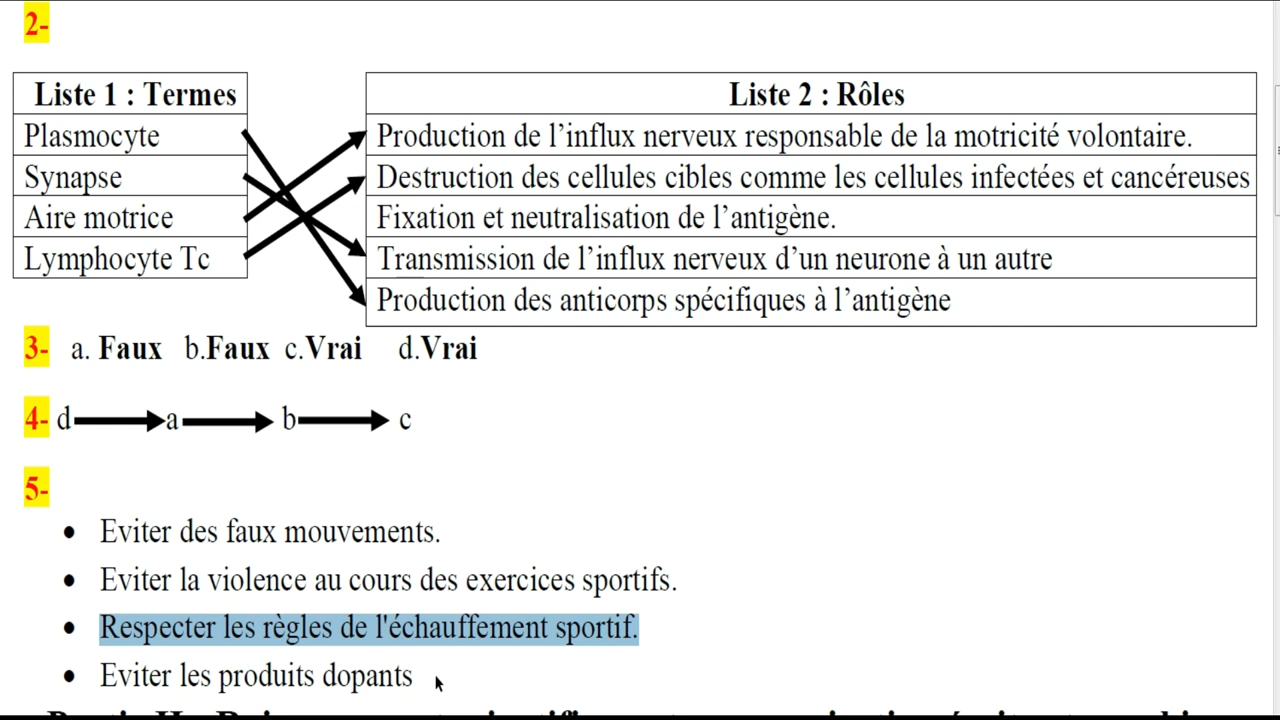 2-
Liste 1 : Termes
Plasmocyte
Synapse
Aire motrice
Lymphocyte Tc
Liste 2 : Rôles
Production de l’influx nerveux responsable de la motricité volontaire.
Destruction des cellules cibles comme les cellules infectées et cancéreuses
Fixation et neutralisation de l’antigène.
Transmission de l’influx nerveux d’un neurone à un autre
Production des anticorps spécifiques à l’antigène
3- a. Faux b.Faux c.Vrai d.Vrai
4- d a b c
5-
• Eviter des faux mouvements.
• Eviter la violence au cours des exercices sportifs.
• Respecter les règles de l'échauffement sportif.
• Eviter les produits dopants